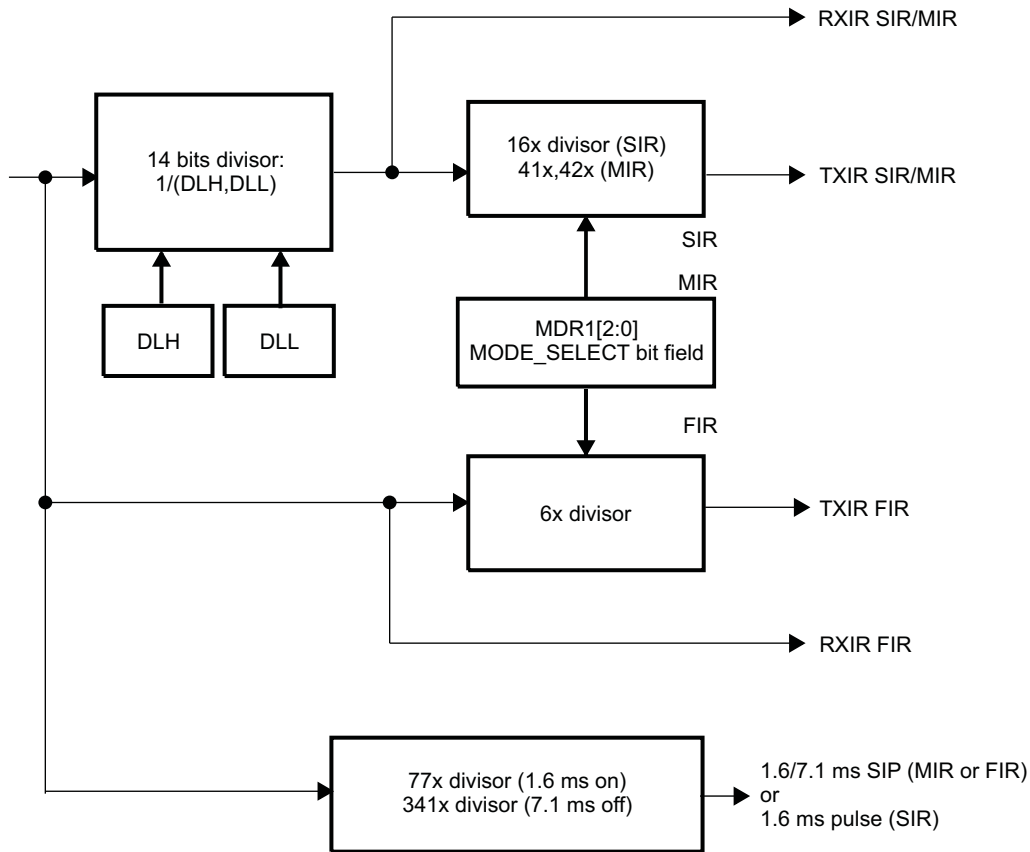 RXIR SIR/MIR
14 bits divisor:
1/(DLH,DLL)
16x divisor (SIR)
41x,42x (MIR)
TXIR SIR/MIR
SIR
MIR
DLH
DLL
MDR1[2:0]
MODE_SELECT bit field
FIR
6x divisor
TXIR FIR
RXIR FIR
77x divisor (1.6 ms on)
341x divisor (7.1 ms off)
1.6/7.1 ms SIP (MIR or FIR)
or
1.6 ms pulse (SIR)